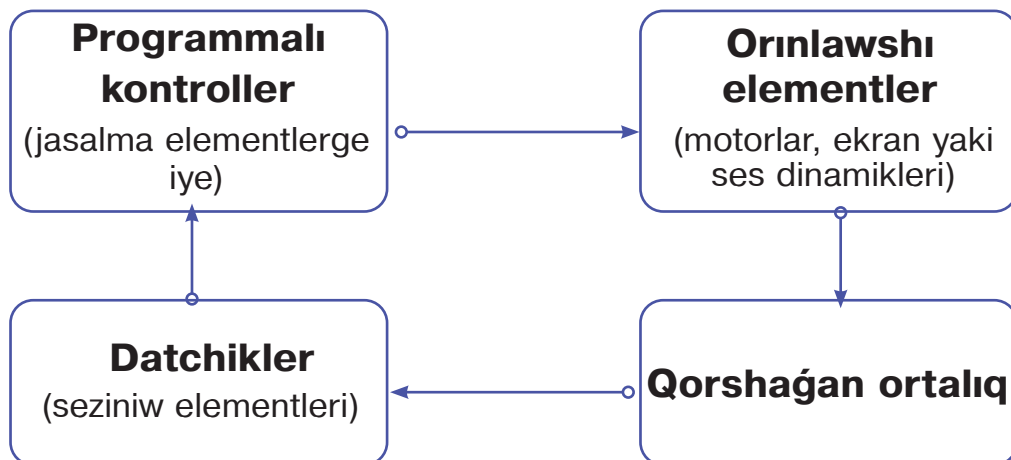 Programmalı
kontroller
(jasalma elementlerge
iye)
Orınlawshı
elementler
(motorlar, ekran yaki
ses dinamikleri)
Datchikler
(seziniw elementleri)
Qorshaǵan ortalıq